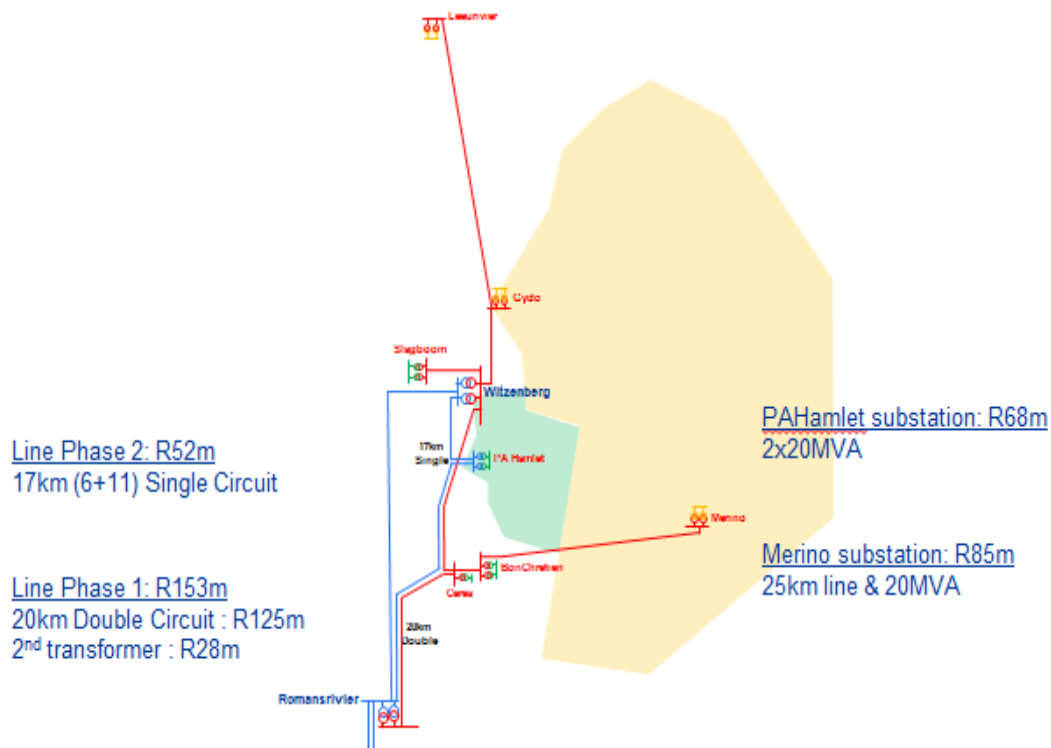 Leeuwvlei
Gydo
Slagboom
Witzenberg
17km
Single
PA Hamlet
PAHamlet substation: R68m
2x20MVA
Line Phase 2: R52m
17km (6+11) Single Circuit
Merino
BonChretien
Ceres
Merino substation: R85m
25km line & 20MVA
Line Phase 1: R153m
20km Double Circuit : R125m
2nd transformer : R28m
20km
Double
Romansrivier